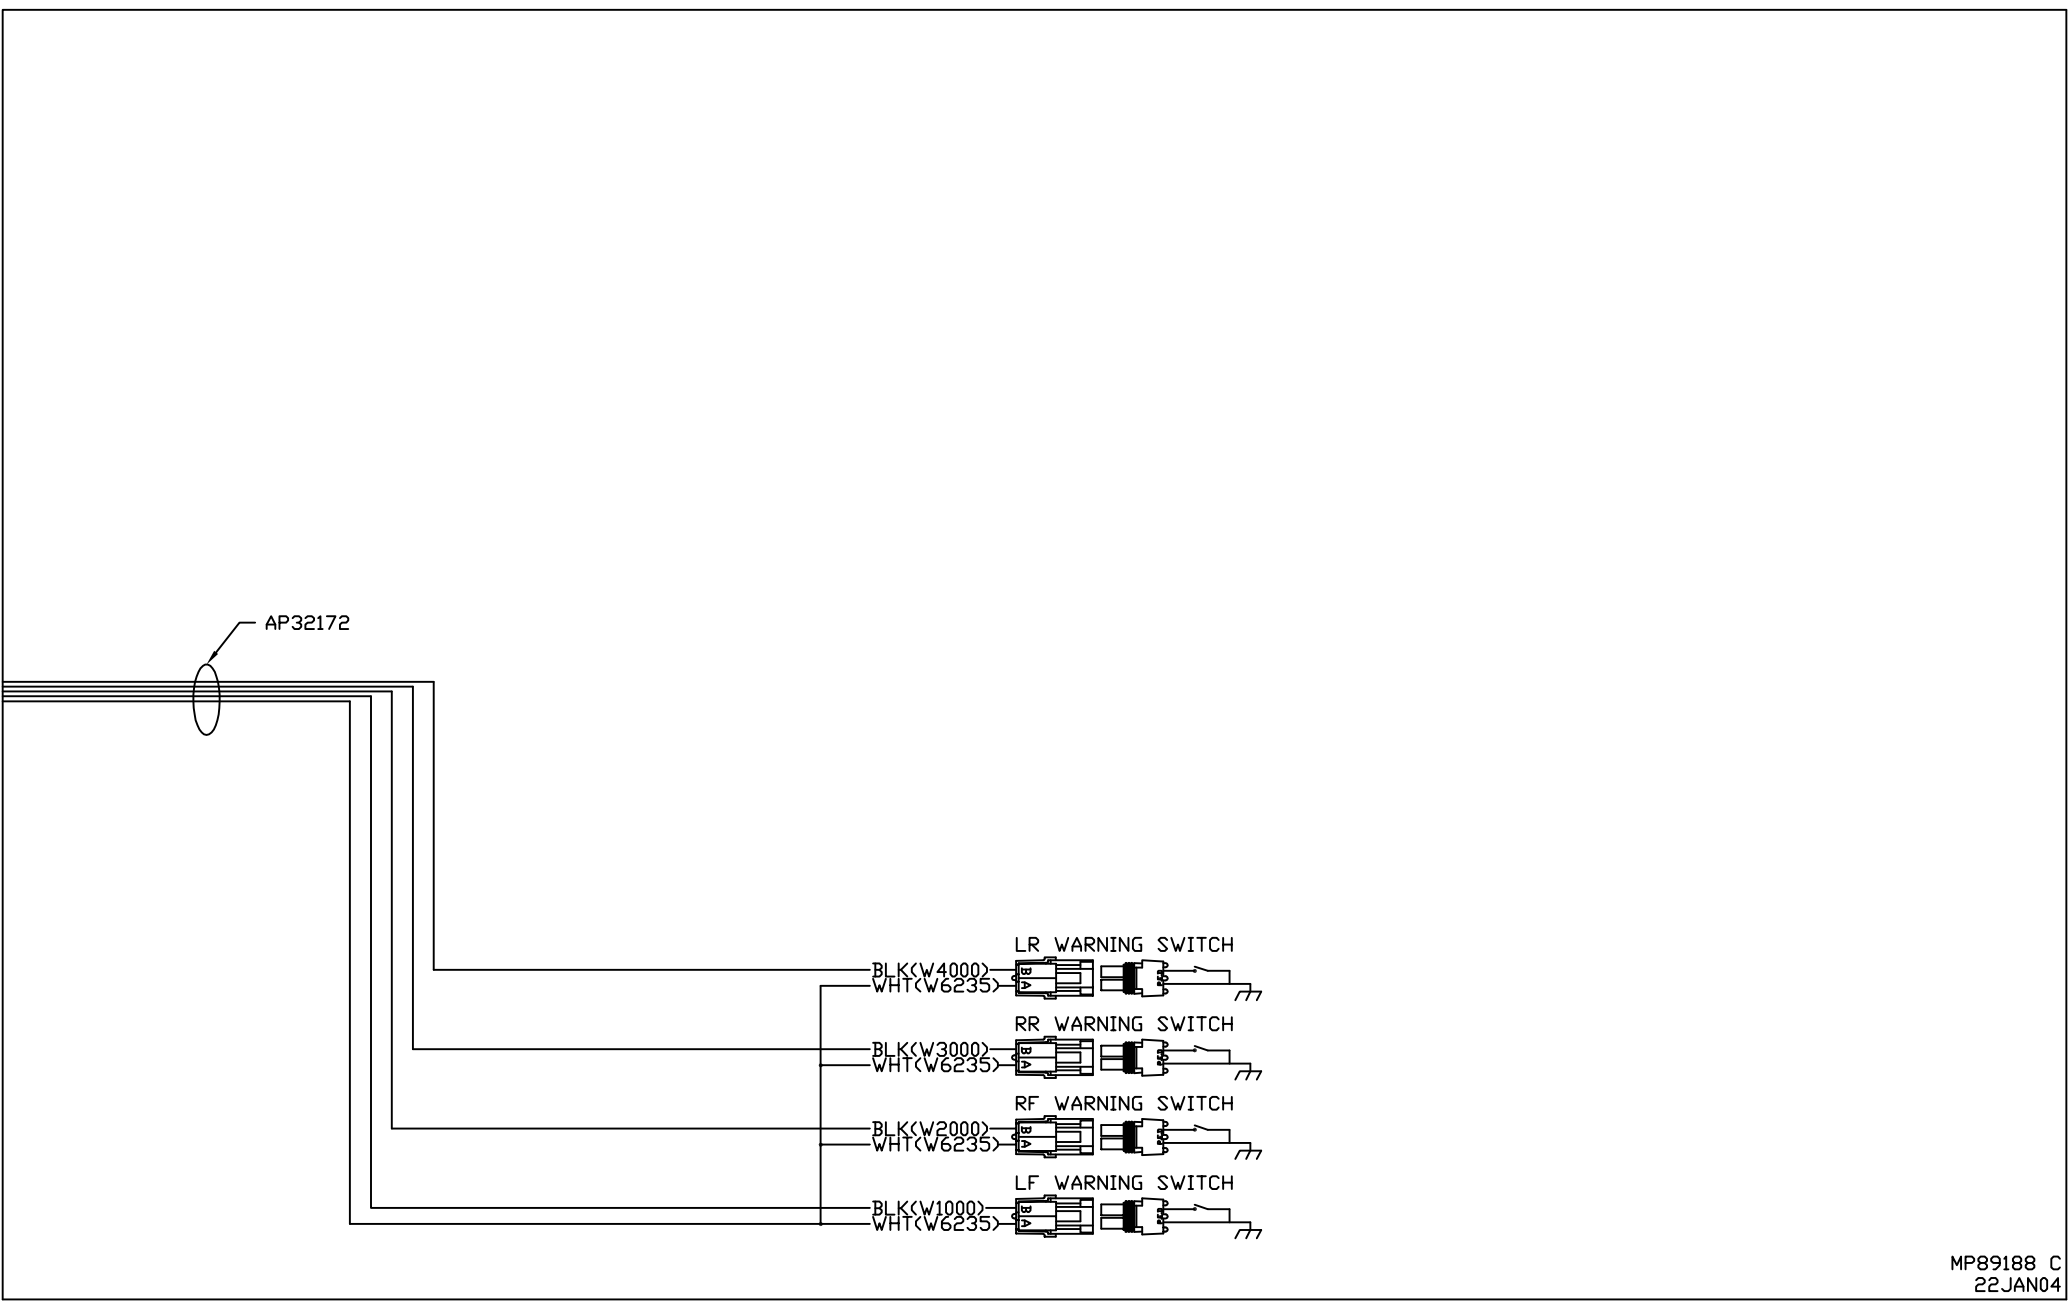 AP32172
LR WARNING SWITCH
BLK(W4000)
WHT(W6235)
B
A
RR WARNING SWITCH
BLK(W3000)
WHT(W6235)
B
A
RF WARNING SWITCH
BLK(W2000)
WHT(W6235)
B
A
LF WARNING SWITCH
BLK(W1000)
WHT(W6235)
B
A
MP89188 C
22JAN04